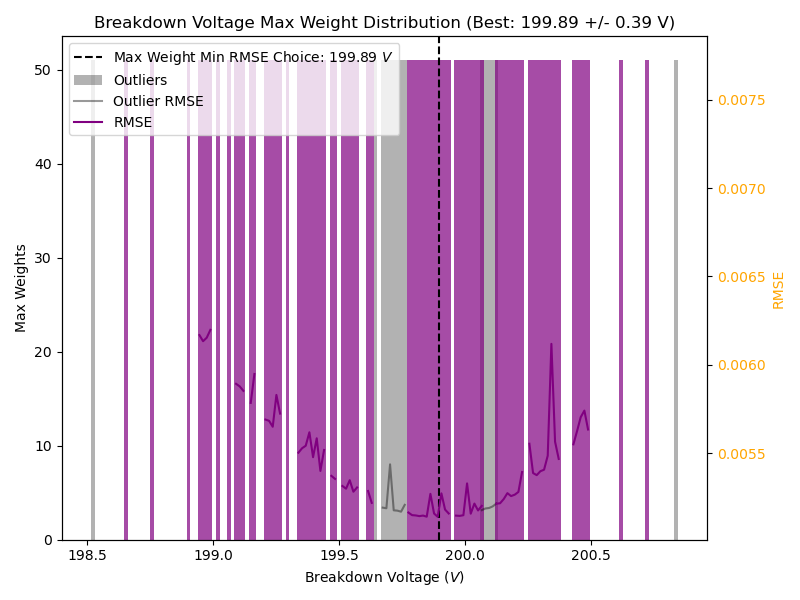 Breakdown Voltage Max Weight Distribution (Best: 199.89 +/- 0.39 V)
Max Weight Min RMSE Choice: 199.89 V
Outliers
Outlier RMSE
RMSE
50
40
30
20
10
0
Max Weights
0.0075
0.0070
0.0065
0.0060
0.0055
RMSE
198.5
199.0
199.5
200.0
200.5
Breakdown Voltage (V)